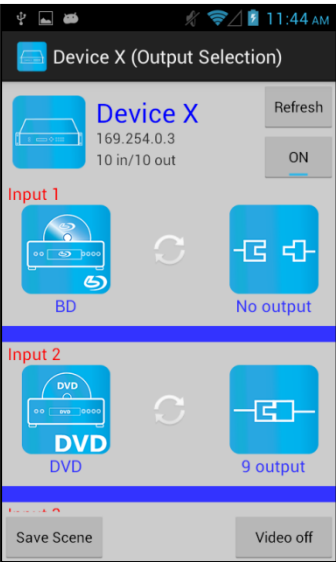 11:44 AM
Device X (Output Selection)
Device X
169.254.0.3
10 in/10 out
Refresh
ON
Input 1
BD
No output
Input 2
DVD
DVD
DVD
DVD
9 output
Save Scene
Video off